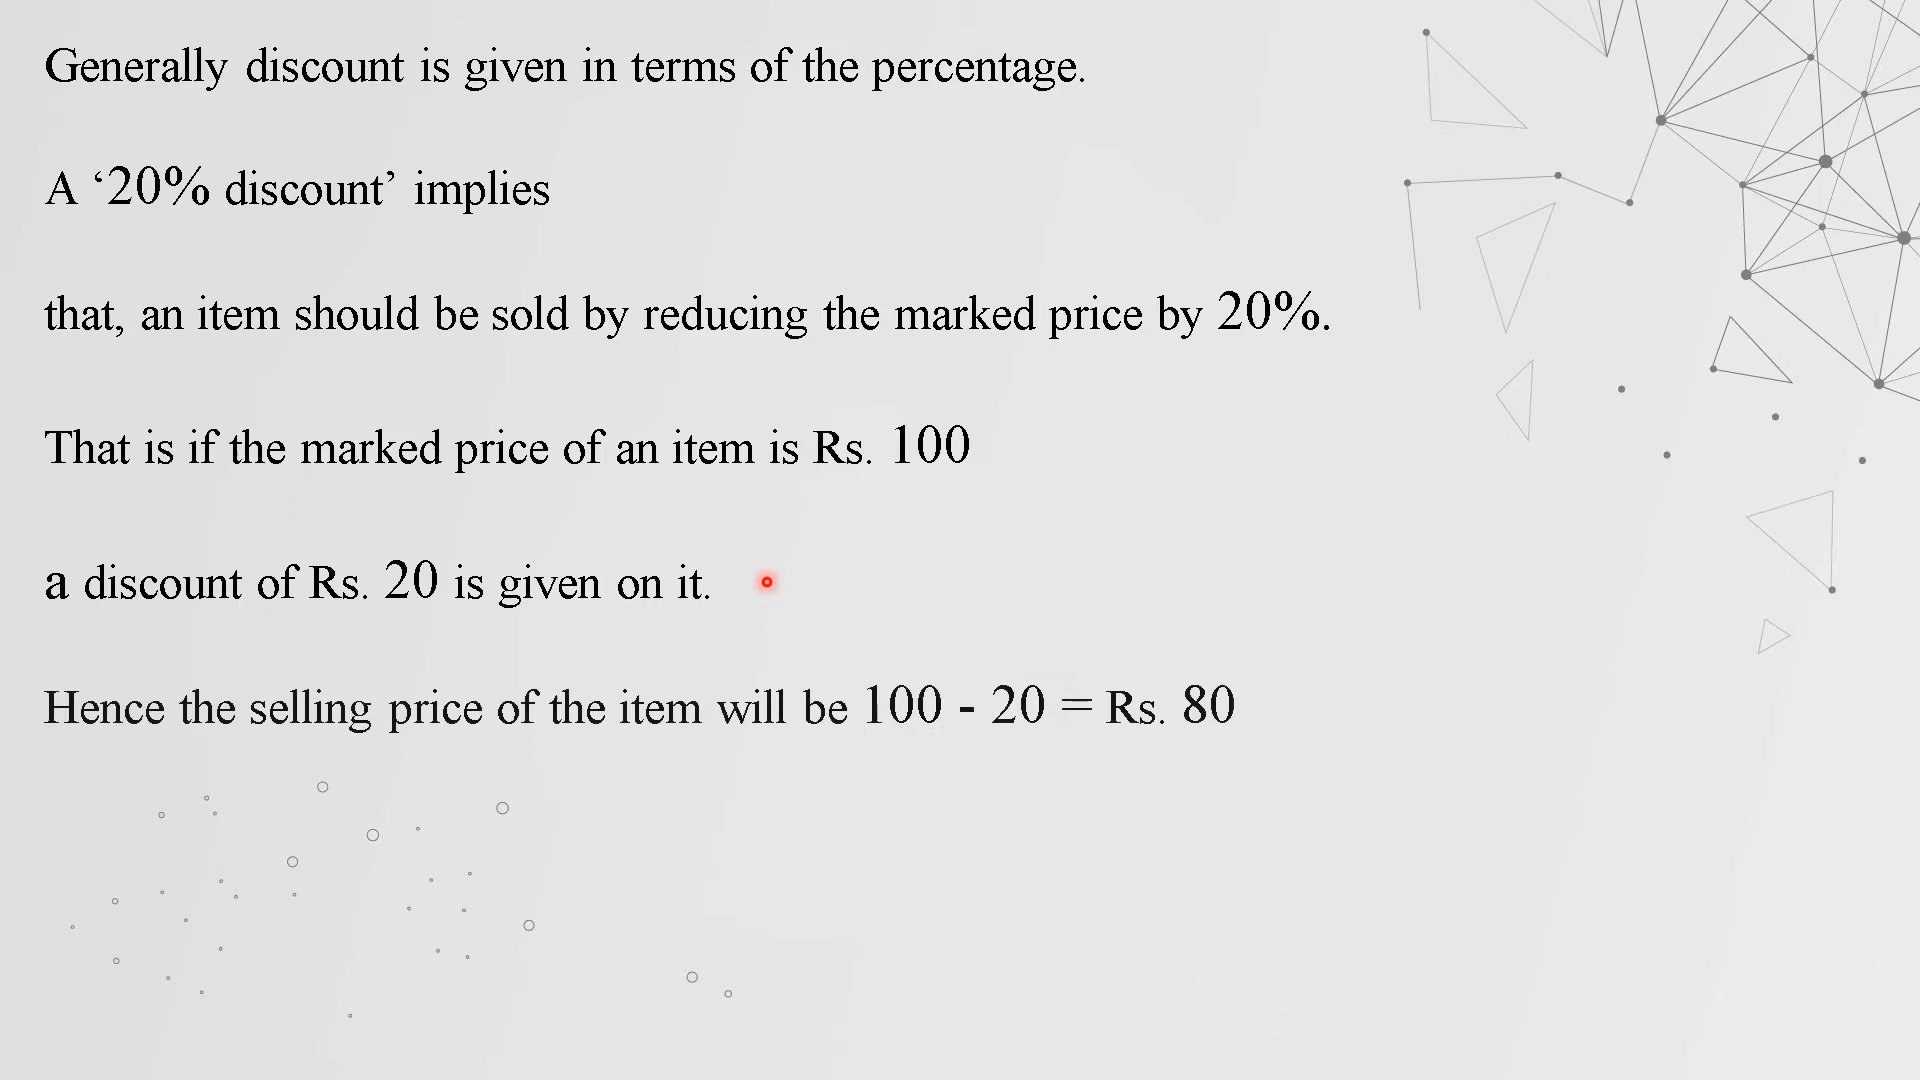 Generally discount is given in terms of the percentage.
A ‘20% discount’ implies
that, an item should be sold by reducing the marked price by 20%.
That is if the marked price of an item is Rs. 100
a discount of Rs. 20 is given on it.
Hence the selling price of the item will be 100 - 20 = Rs. 80